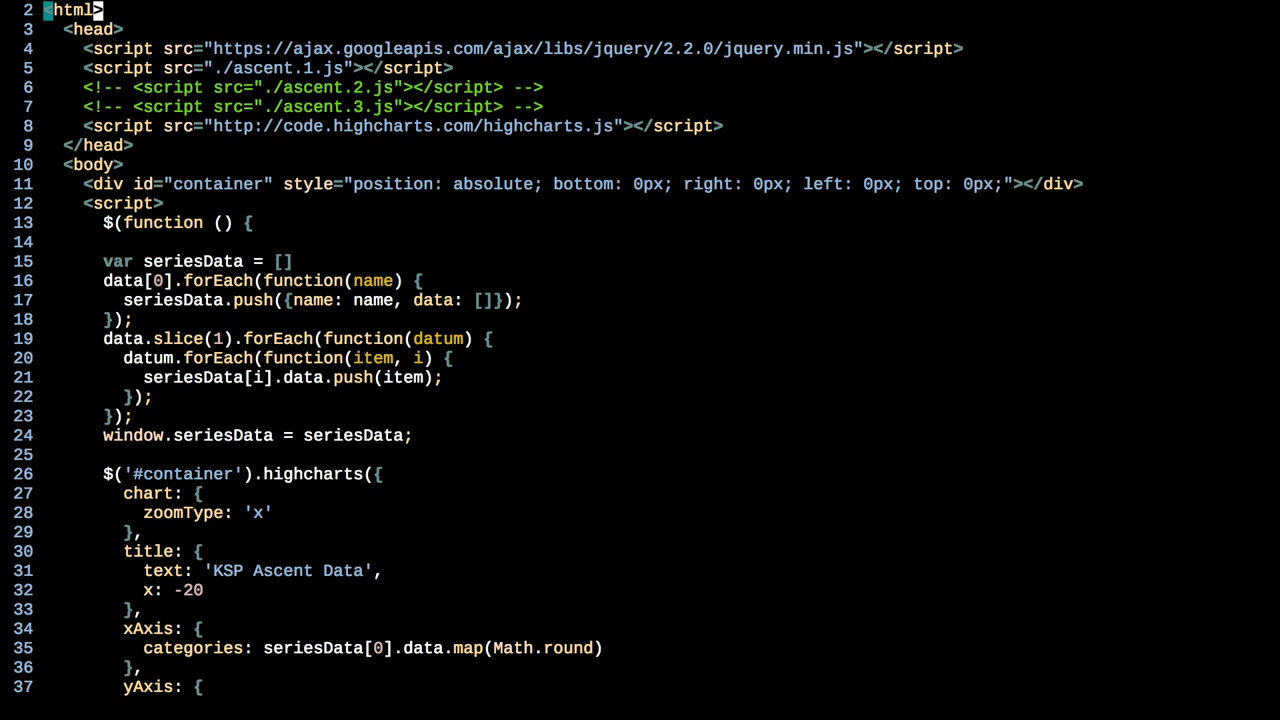 2 <html>
3   <head>
4     <script src="https://ajax.googleapis.com/ajax/libs/jquery/2.2.0/jquery.min.js"></script>
5     <script src="./ascent.1.js"></script>
6     <!-- <script src="./ascent.2.js"></script> -->
7     <!-- <script src="./ascent.3.js"></script> -->
8     <script src="http://code.highcharts.com/highcharts.js"></script>
9   </head>
10   <body>
11     <div id="container" style="position: absolute; bottom: 0px; right: 0px; left: 0px; top: 0px;"></div>
12     <script>
13       $(function () {
14
15       var seriesData = []
16       data[0].forEach(function(name) {
17         seriesData.push({name: name, data: []});
18       });
19       data.slice(1).forEach(function(datum) {
20         datum.forEach(function(item, i) {
21           seriesData[i].data.push(item);
22         });
23       });
24       window.seriesData = seriesData;
25
26       $('#container').highcharts({
27         chart: {
28           zoomType: 'x'
29         },
30         title: {
31           text: 'KSP Ascent Data',
32           x: -20
33         },
34         xAxis: {
35           categories: seriesData[0].data.map(Math.round)
36         },
37         yAxis: {